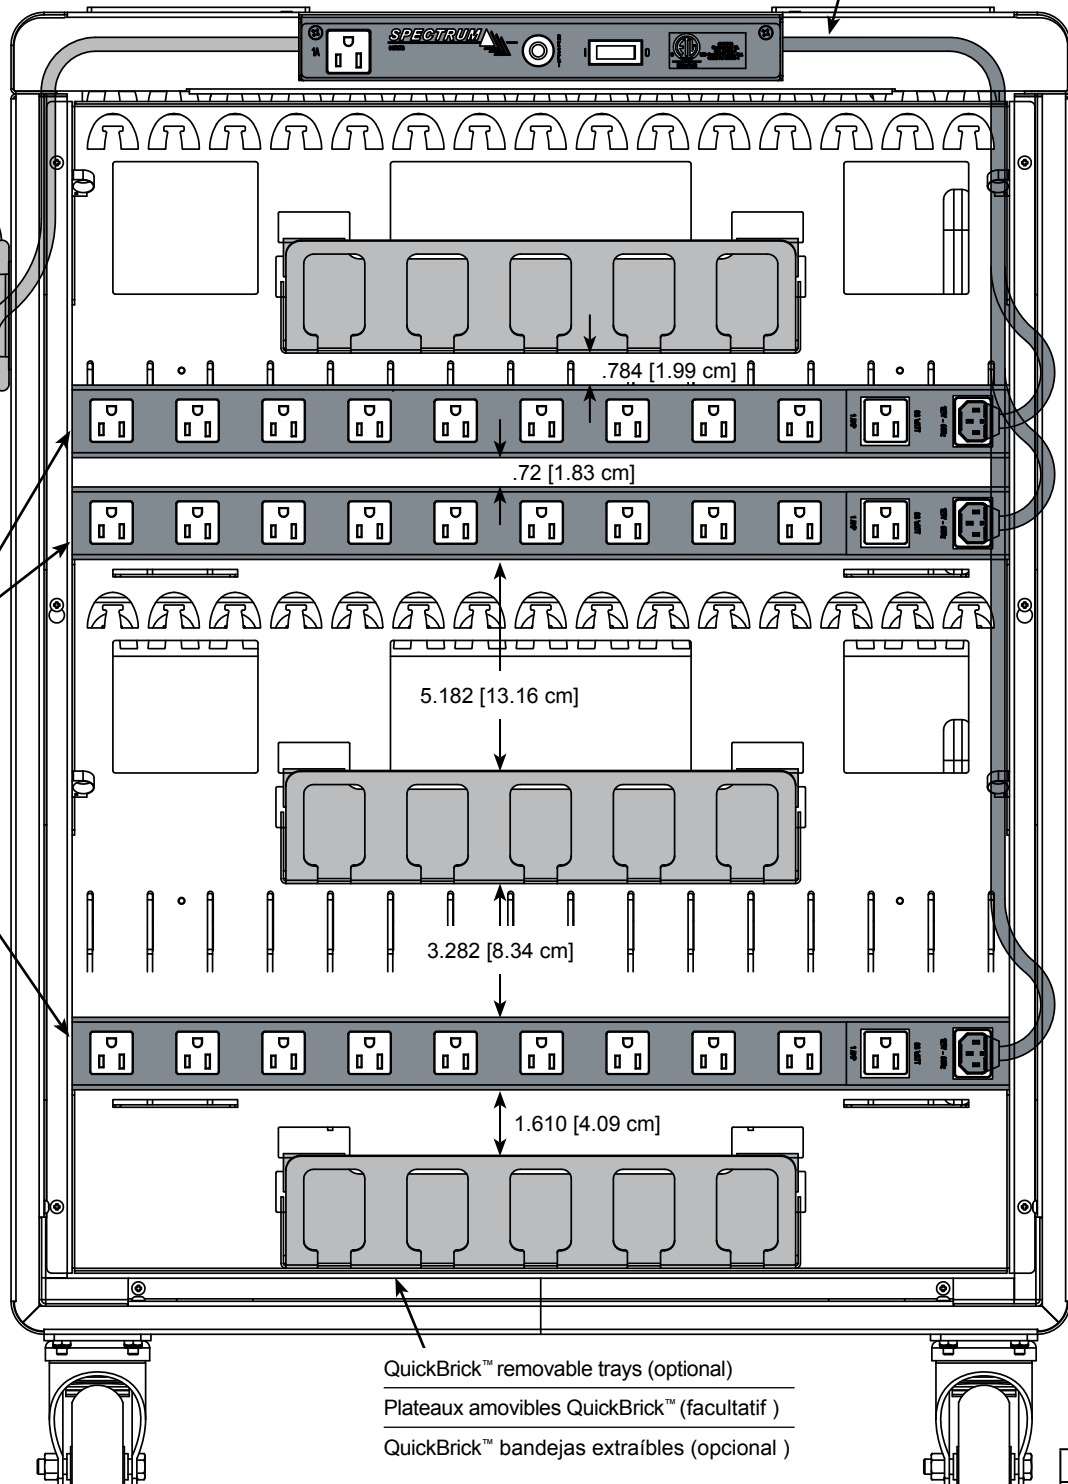 1A
SPECTRUM
I
O
.784 [1.99 cm]
.72 [1.83 cm]
5.182 [13.16 cm]
3.282 [8.34 cm]
1.610 [4.09 cm]
QuickBrick™ removable trays (optional)
Plateaux amovibles QuickBrick™ (facultatif )
QuickBrick™ bandejas extraíbles (opcional )